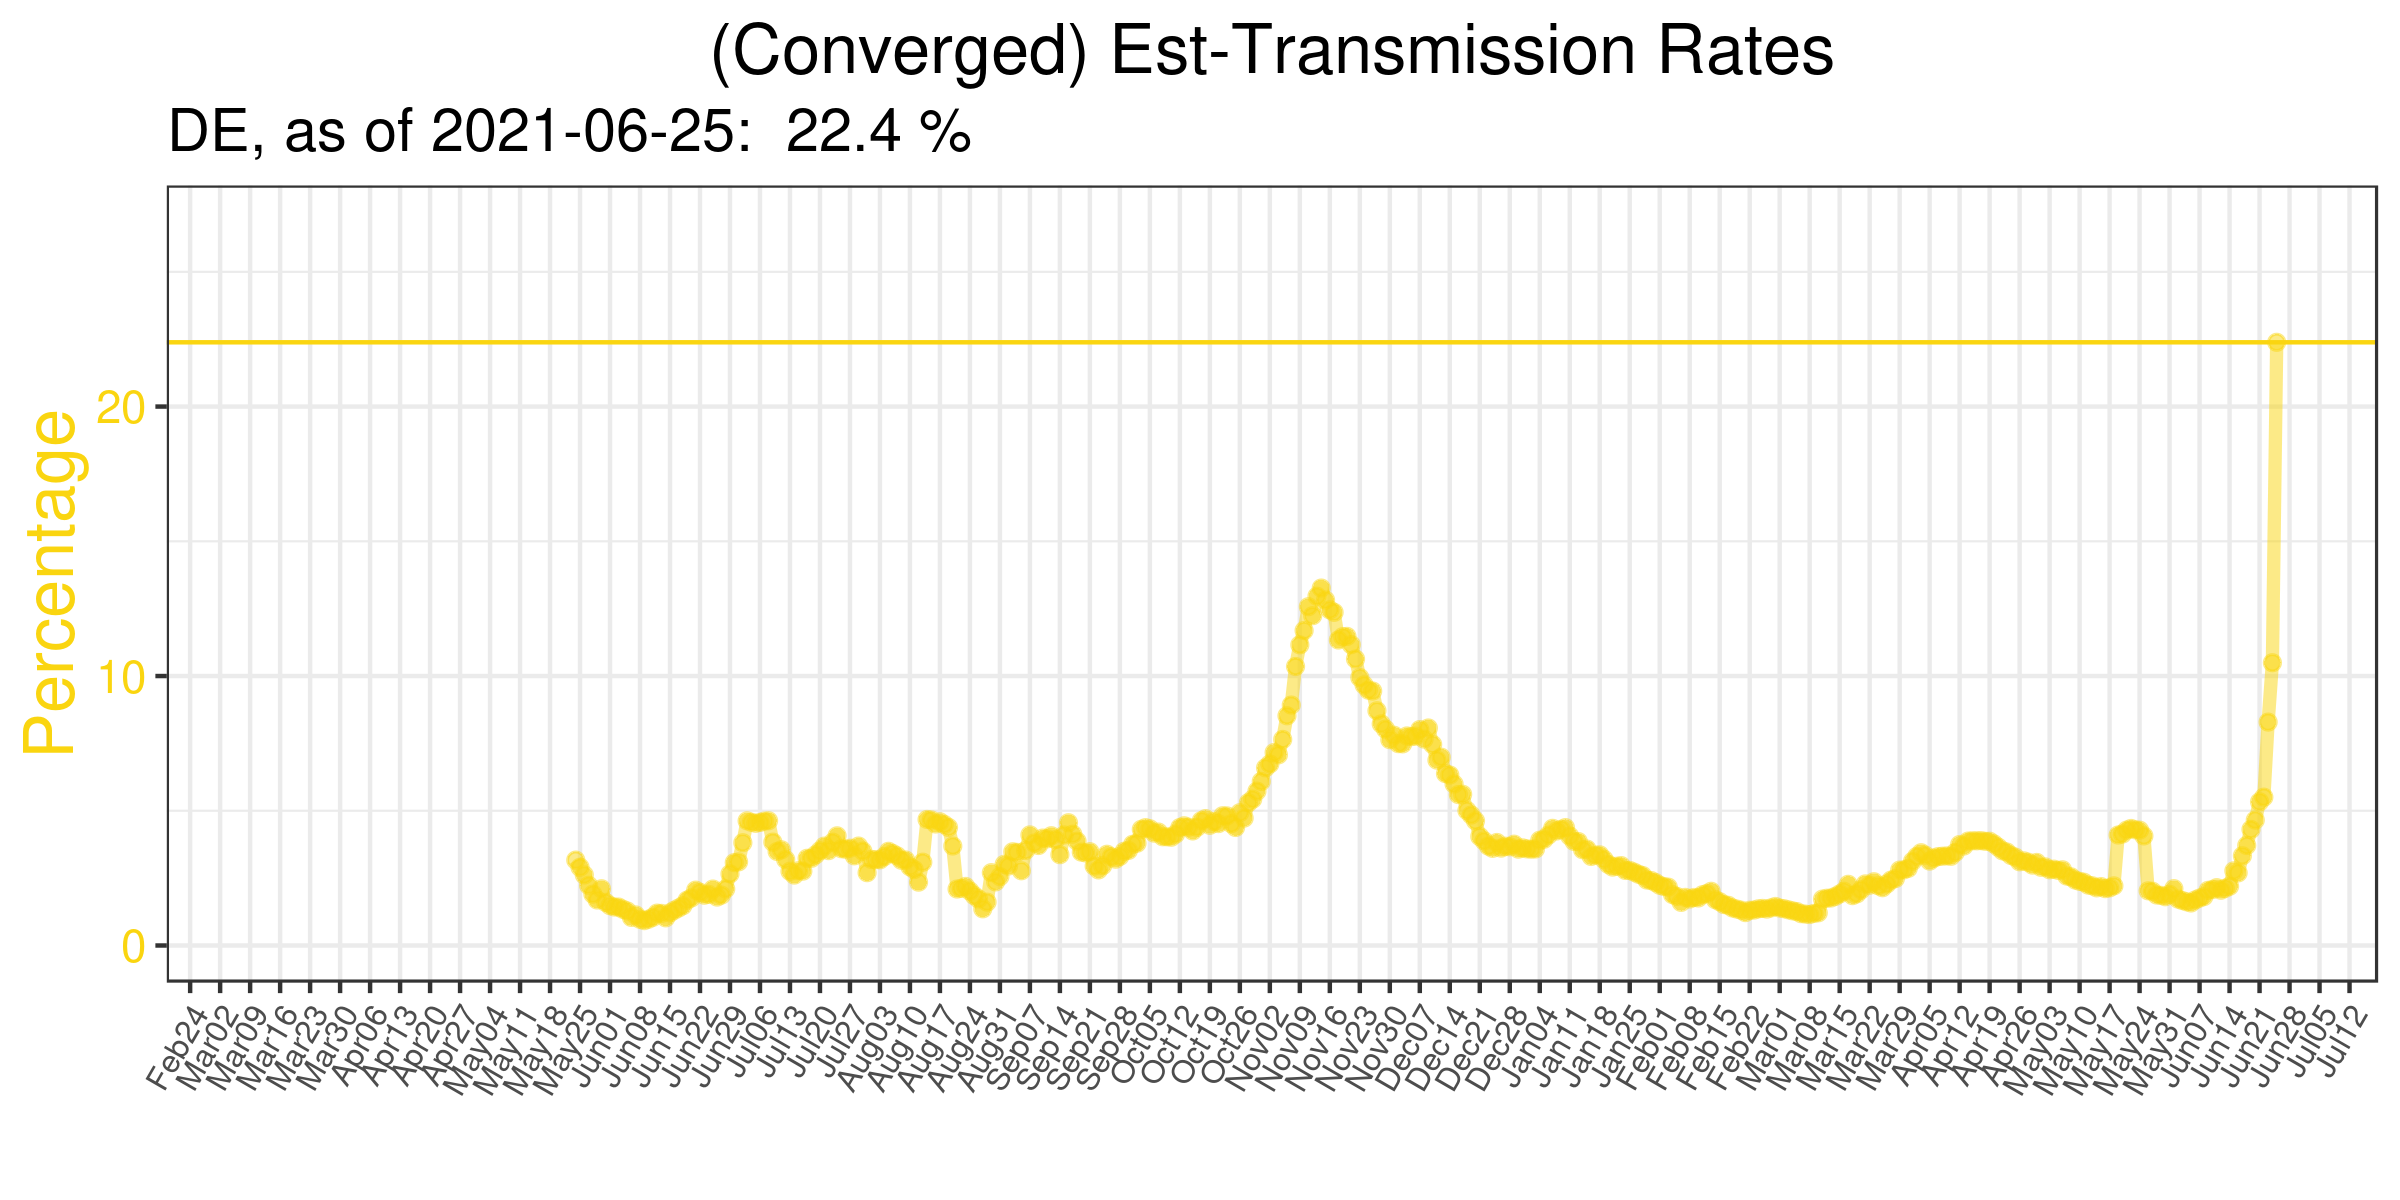 (Converged) Est-Transmission Rates
DE, as of 2021-06-25:  22.4 %
Percentage
20
10
0
Feb24
Mar02
Mar09
Mar16
Mar23
Mar30
Apr06
Apr13
Apr20
Apr27
May04
May11
May18
May25
Jun01
Jun08
Jun15
Jun22
Jun29
Jul06
Jul13
Jul20
Jul27
Aug03
Aug10
Aug17
Aug24
Aug31
Sep07
Sep14
Sep21
Sep28
Oct05
Oct12
Oct19
Oct26
Nov02
Nov09
Nov16
Nov23
Nov30
Dec07
Dec14
Dec21
Dec28
Jan04
Jan11
Jan18
Jan25
Feb01
Feb08
Feb15
Feb22
Mar01
Mar08
Mar15
Mar22
Mar29
Apr05
Apr12
Apr19
Apr26
May03
May10
May17
May24
May31
Jun07
Jun14
Jun21
Jun28
Jul05
Jul12